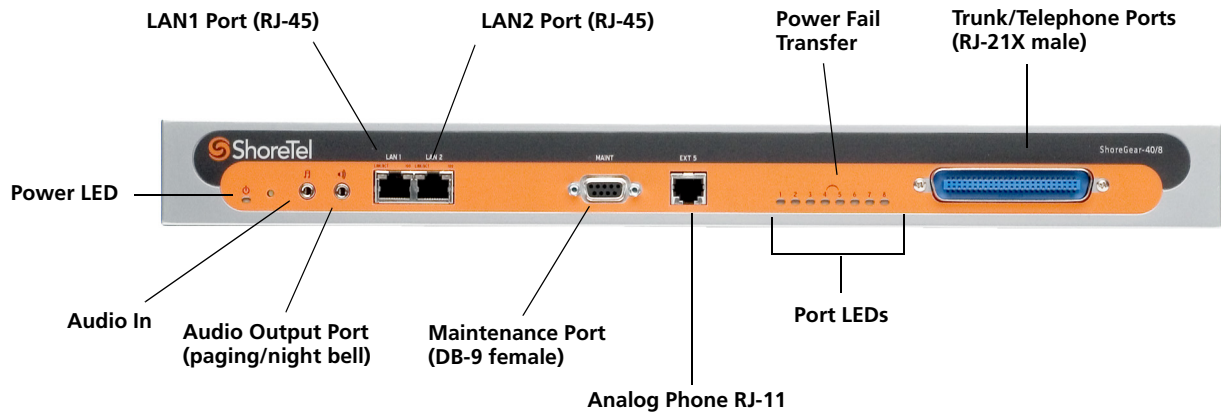 LAN1 Port (RJ-45)
LAN2 Port (RJ-45)
Power Fail
Transfer
Trunk/Telephone Ports
(RJ-21X male)
ShoreTel
LAN 1
LAN 2
MAINT
EXT 5
ShoreGear-40/8
1 2 3 4 5 6 7 8
Power LED
Audio In
Audio Output Port
(paging/night bell)
Maintenance Port
(DB-9 female)
Port LEDs
Analog Phone RJ-11